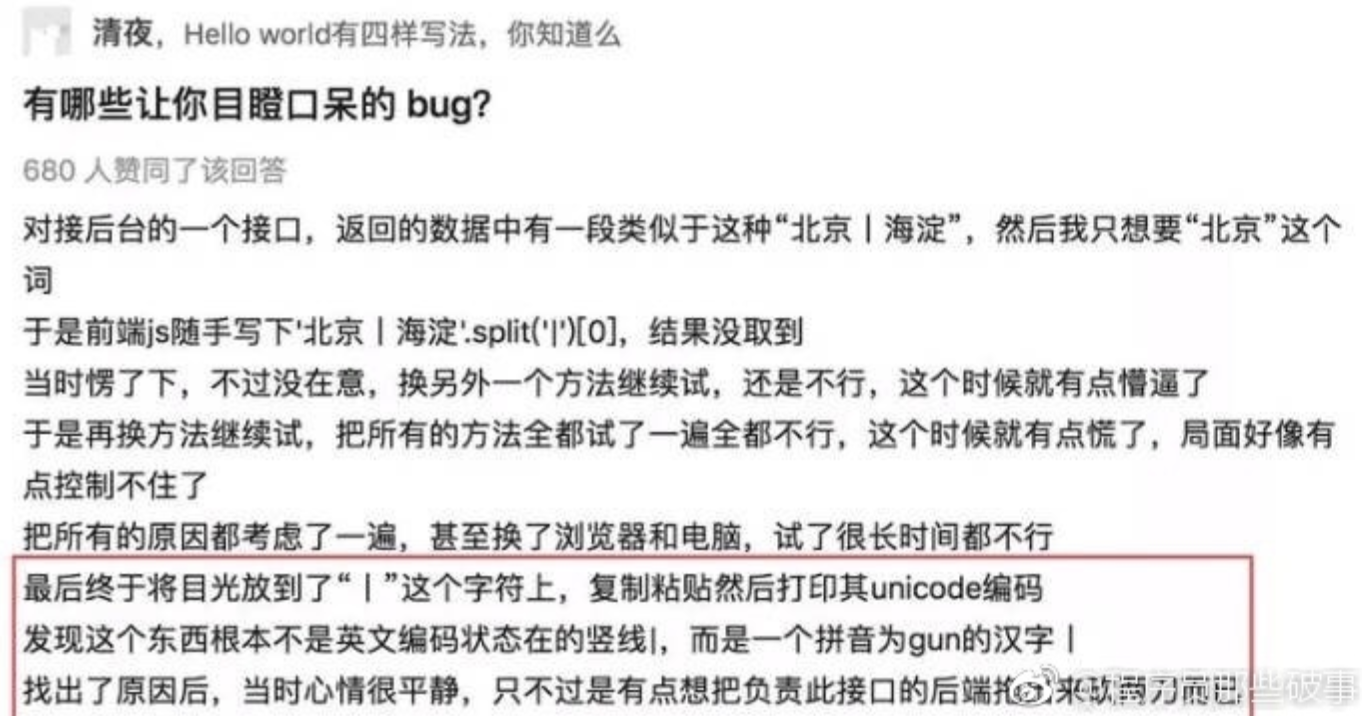 清夜，Hello world有四样写法，你知道么
有哪些让你目瞪口呆的 bug?
680 人赞同了该回答
对接后台的一个接口，返回的数据中有一段类似于这种“北京丨海淀”，然后我只想要“北京”这个
词
于是前端js随手写下'北京丨海淀'.split('|')[0]，结果没取到
当时愣了下，不过没在意，换另外一个方法继续试，还是不行，这个时候就有点懵逼了
于是再换方法继续试，把所有的方法全都试了一遍全都不行，这个时候就有点慌了，局面好像有
点控制不住了
把所有的原因都考虑了一遍，甚至换了浏览器和电脑，试了很长时间都不行
最后终于将目光放到了“丨”这个字符上，复制粘贴然后打印其unicode编码
发现这个东西根本不是英文编码状态在的竖线|，而是一个拼音为gun的汉字丨
找出了原因后，当时心情很平静，只不过是有点想把负责此接口的后端拖出来砍两刀而已
那些破事